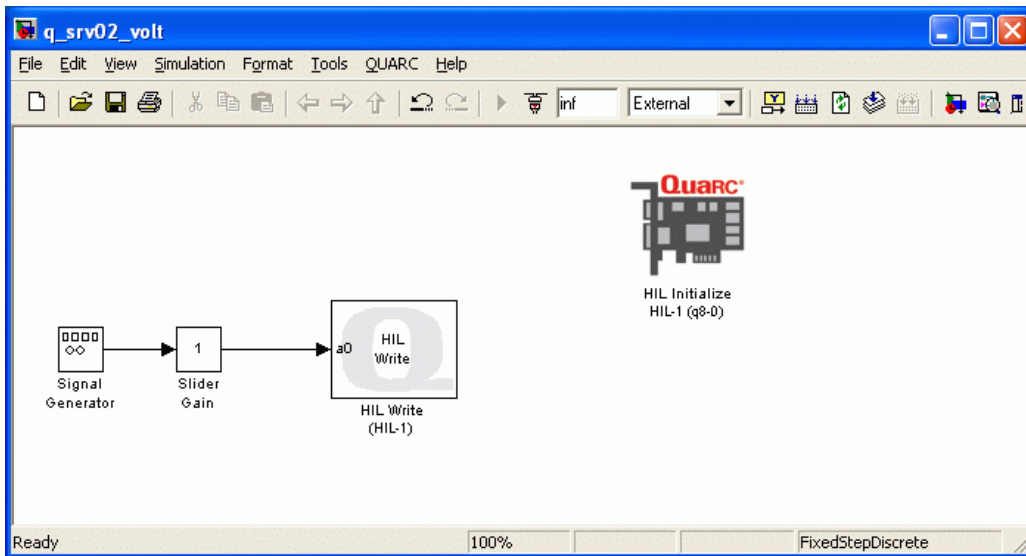 q_srv02_volt
File Edit View Simulation Format Tools QUARC Help
inf External
QUARC
HIL Initialize
HIL-1 (q8-0)
1
a0
HIL
Write
Signal
Generator
Slider
Gain
HIL Write
(HIL-1)
Ready 100% FixedStepDiscrete